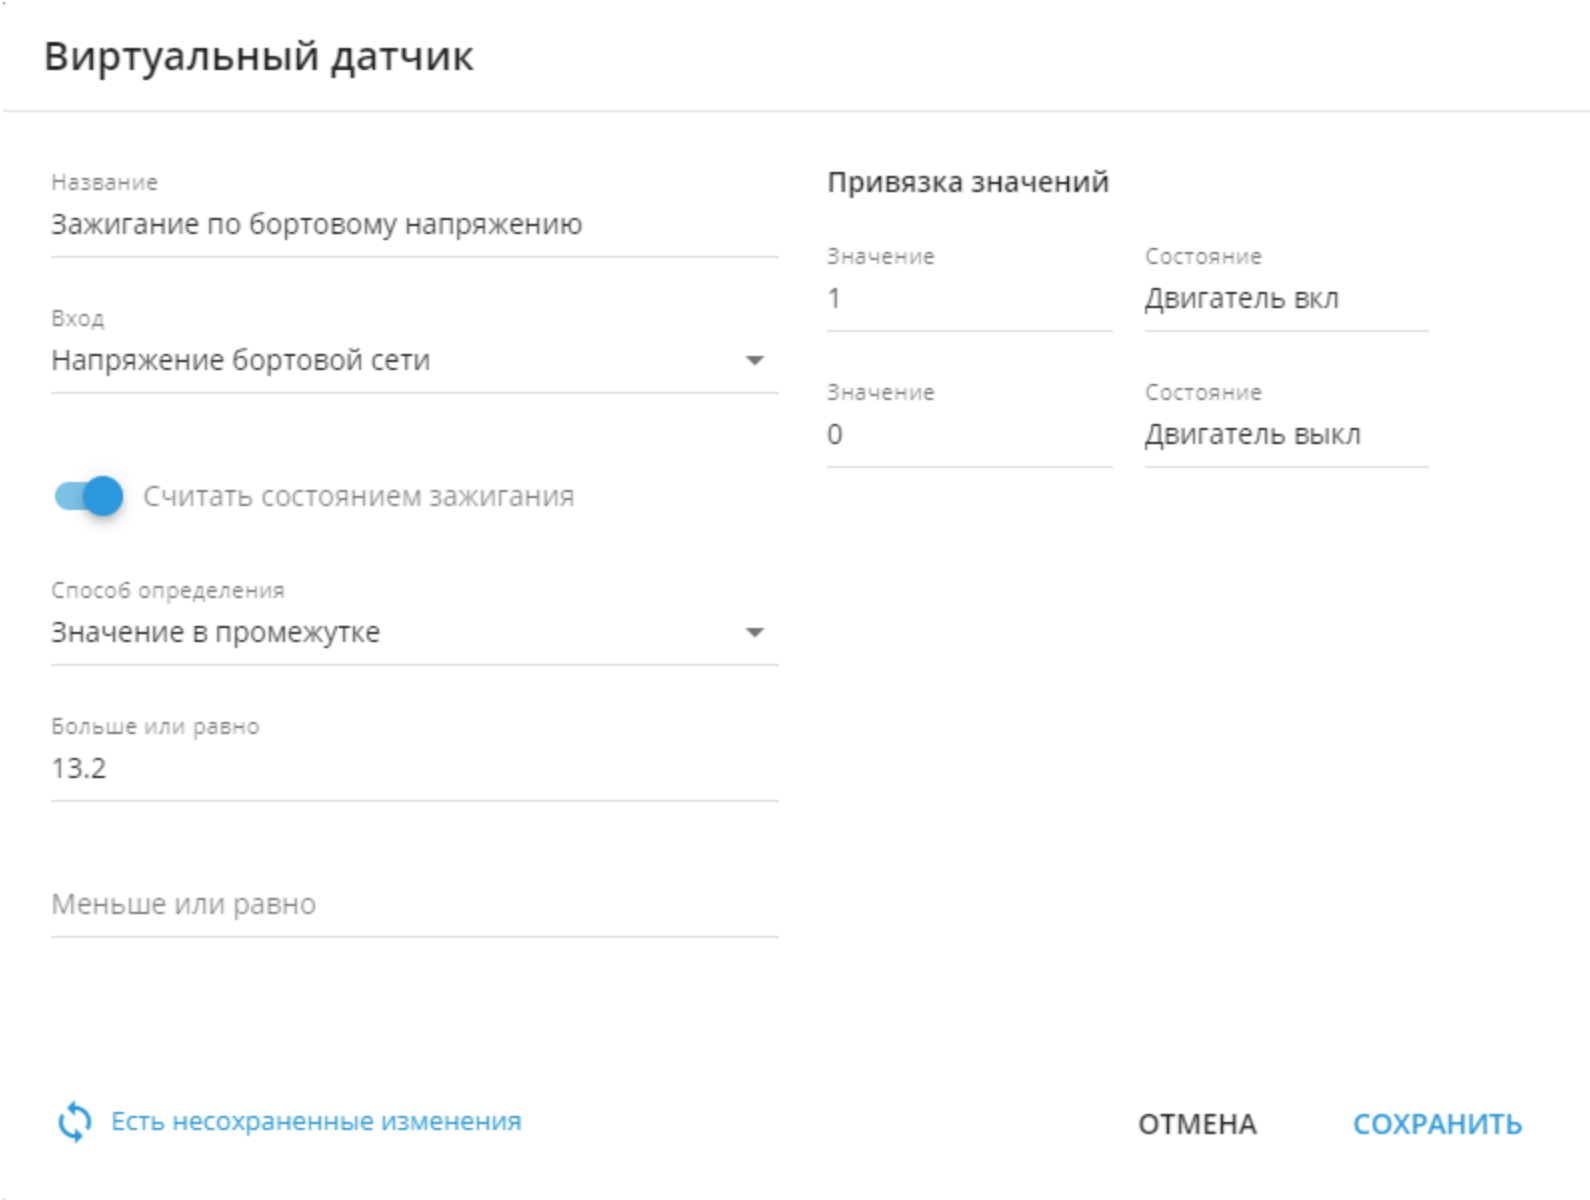 Виртуальный датчик
Название
Зажигание по бортовому напряжению
Вход
Напряжение бортовой сети
Считать состоянием зажигания
Способ определения
Значение в промежутке
Больше или равно
13.2
Меньше или равно
Привязка значений
Значение Состояние
1 Двигатель вкл
Значение Состояние
0 Двигатель выкл
Есть несохраненные изменения
ОТМЕНА СОХРАНИТЬ